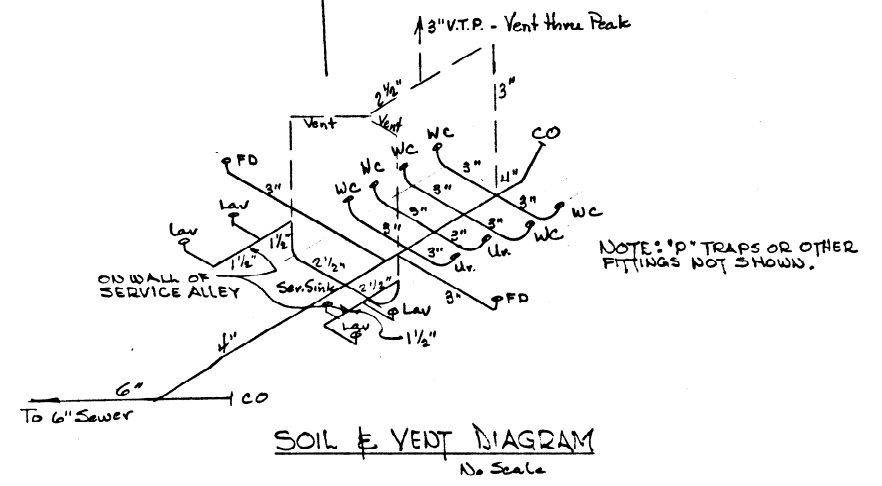 3" V.T.P. - Vent thru Peak
2½"
3"
Vent
Vent
CO
WC
WC
WC
WC
4"
FD
3"
3"
3"
3"
3"
3"
WC
Lav
Lav
1½"
1½"
3"
3"
2"
WC
Ur.
Ur.
NOTE: "P" TRAPS OR OTHER
FITTINGS NOT SHOWN.
ON WALL OF
SERVICE ALLEY
2½"
Ser. Sink
2½"
3"
FD
Lav
Lav
1½"
4"
6"
CO
To 6" Sewer
SOIL & VENT DIAGRAM
No Scale